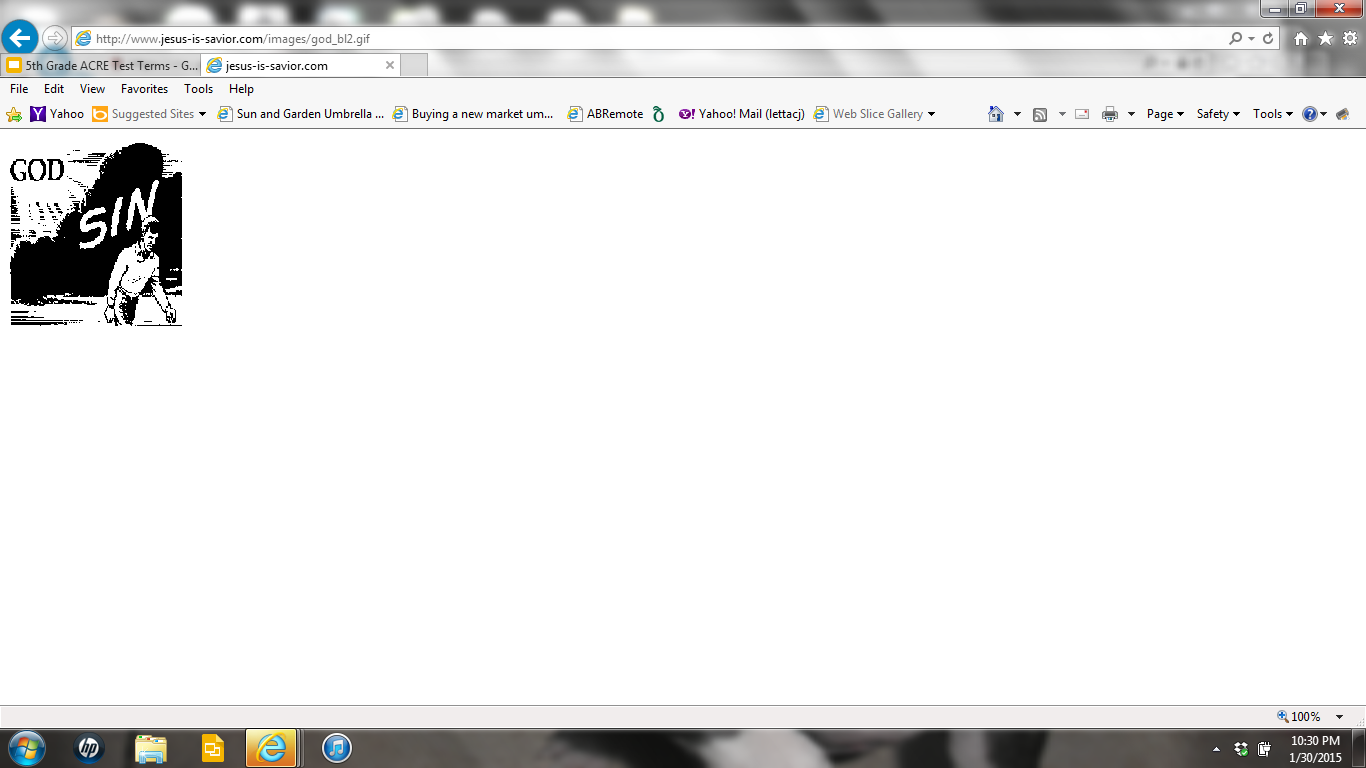 http://www.jesus-is-savior.com/images/god_bl2.gif
5th Grade ACRE Test Terms - G... jesus-is-savior.com
File Edit View Favorites Tools Help
Yahoo Suggested Sites Sun and Garden Umbrella ... Buying a new market um... ABRemote Yahoo! Mail (lettacj) Web Slice Gallery Page Safety Tools
GOD
SIN
100%
hp
10:30 PM
1/30/2015